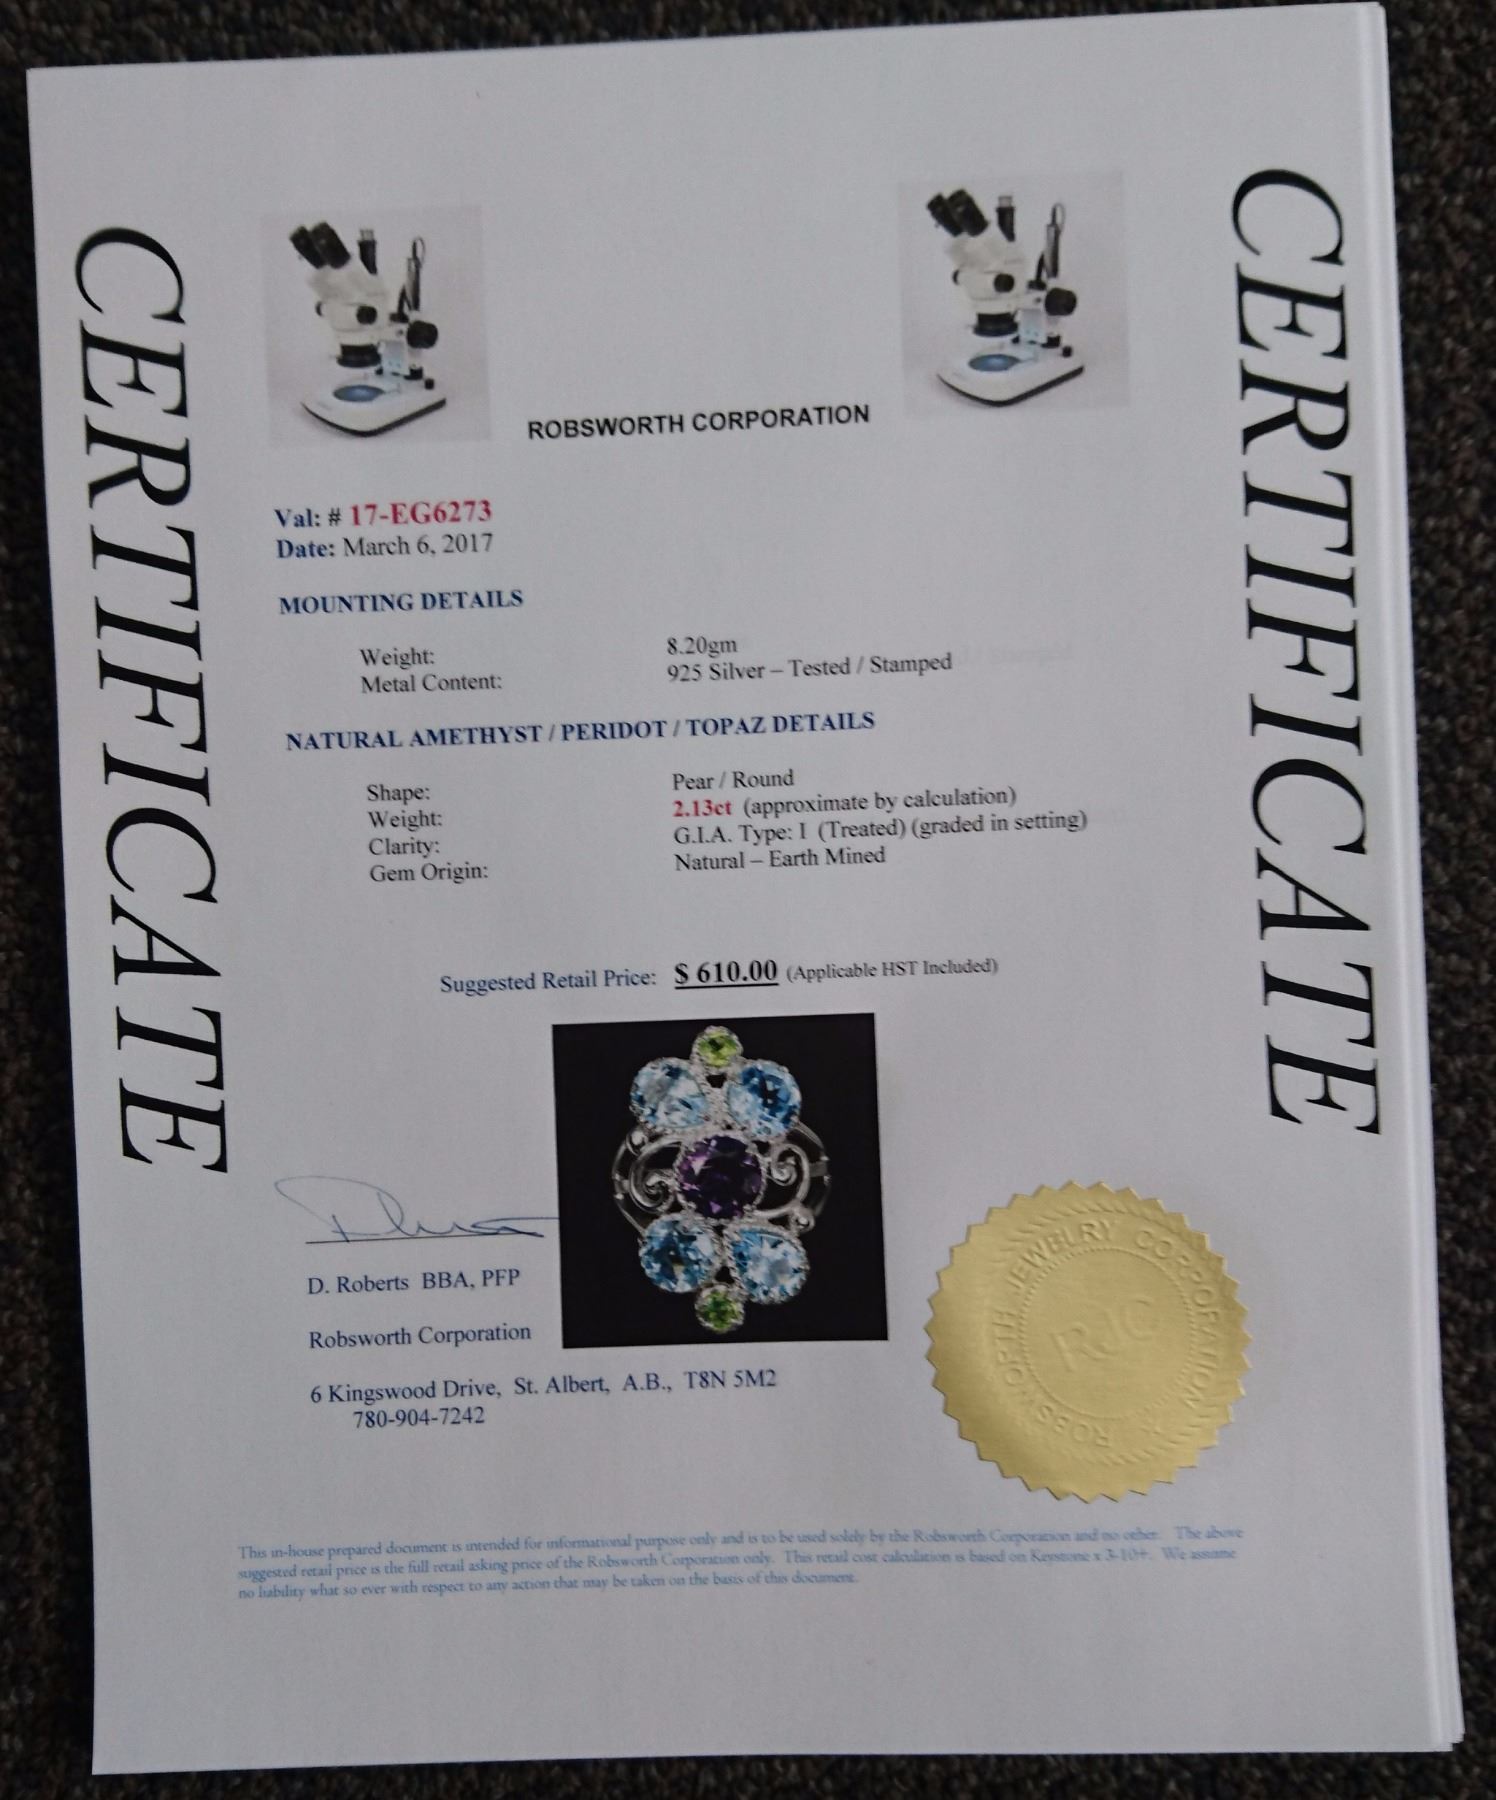 CERTIFICATE
CERTIFICATE
ROBSWORTH CORPORATION
Val: # 17-EG6273
Date: March 6, 2017
MOUNTING DETAILS
Weight: 8.20gm
Metal Content: 925 Silver – Tested / Stamped
NATURAL AMETHYST / PERIDOT / TOPAZ DETAILS
Shape: Pear / Round
Weight: 2.13ct (approximate by calculation)
Clarity: G.I.A. Type: I (Treated) (graded in setting)
Gem Origin: Natural – Earth Mined
Suggested Retail Price: $ 610.00 (Applicable HST Included)
D. Roberts BBA, PFP
Robsworth Corporation
6 Kingswood Drive, St. Albert, A.B., T8N 5M2
780-904-7242
ROBSWORTH JEWELRY CORPORATION
RJC
This in-house prepared document is intended for informational purpose only and is to be used solely by the Robsworth Corporation and no other. The above
suggested retail price is the full retail asking price of the Robsworth Corporation only. This retail cost calculation is based on Keystone x 3-10+. We assume
no liability what so ever with respect to any action that may be taken on the basis of this document.